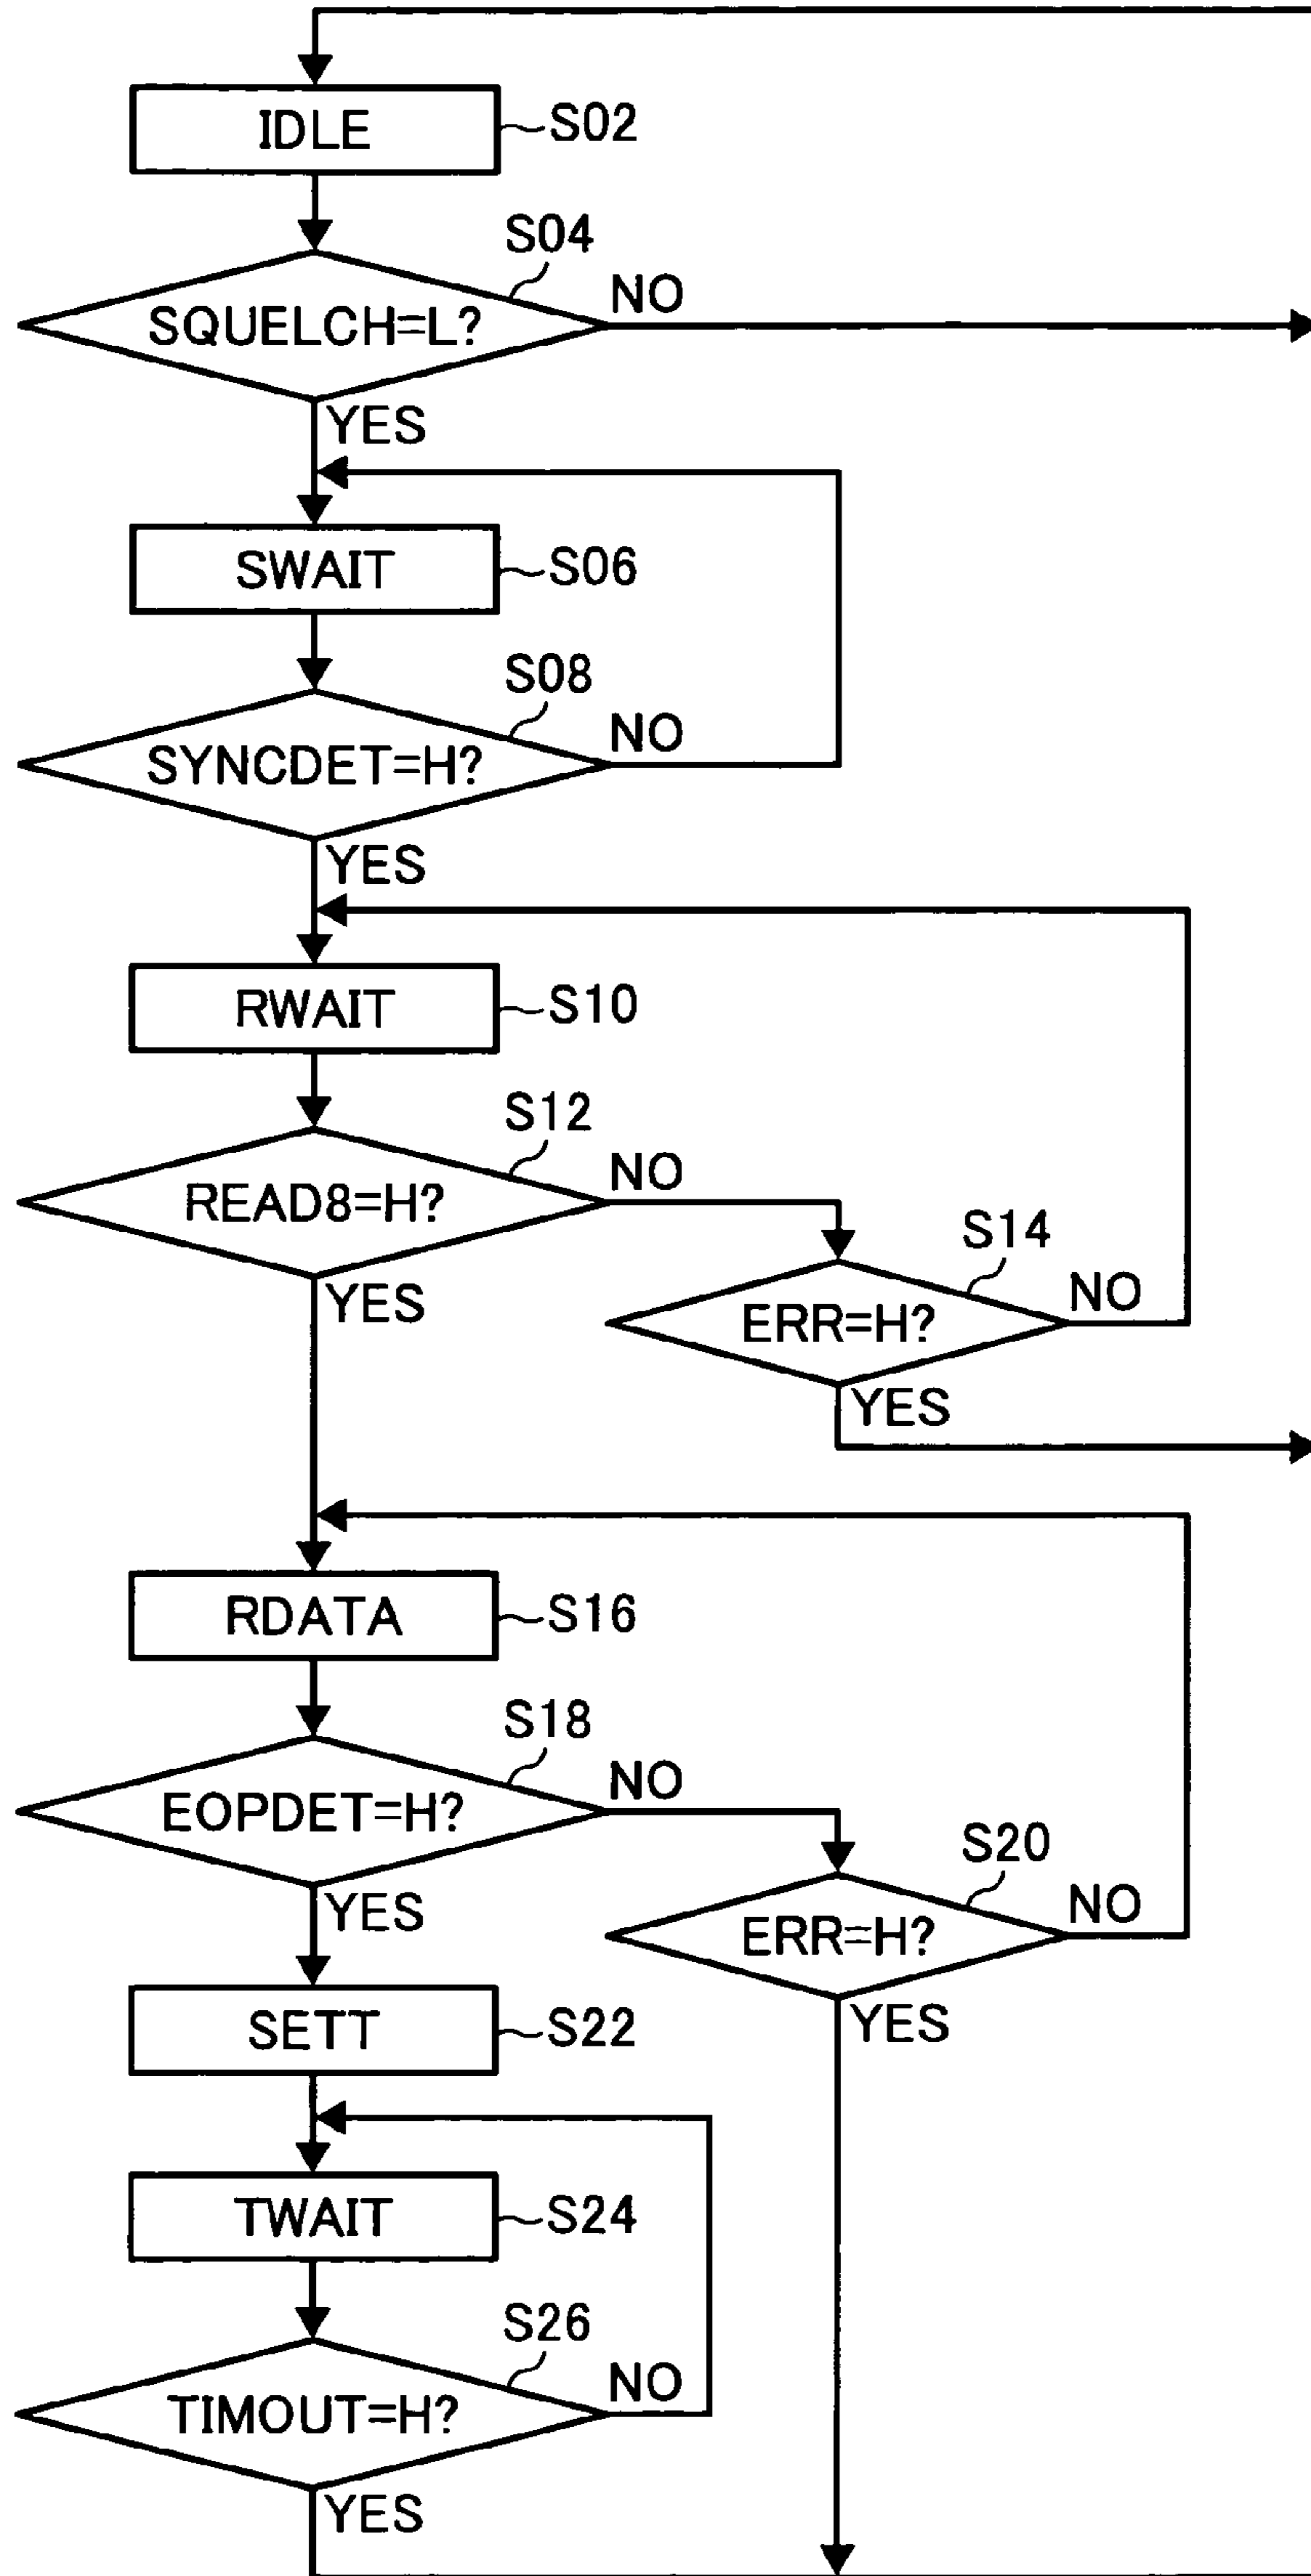 IDLE
S02
S04
SQUELCH=L?
NO
YES
SWAIT
S06
S08
SYNCDET=H?
NO
YES
RWAIT
S10
S12
READ8=H?
NO
YES
S14
ERR=H?
NO
YES
RDATA
S16
S18
EOPDET=H?
NO
YES
S20
ERR=H?
NO
YES
SETT
S22
TWAIT
S24
S26
TIMOUT=H?
NO
YES